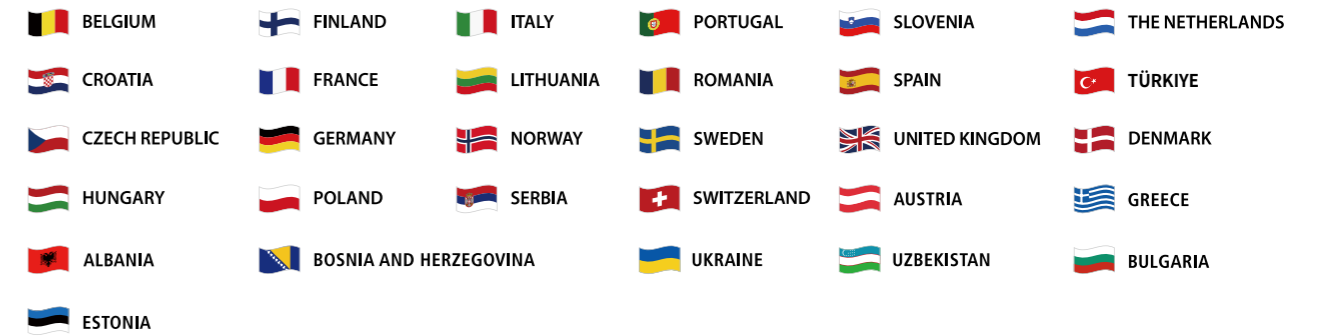 BELGIUM FINLAND ITALY PORTUGAL SLOVENIA THE NETHERLANDS
CROATIA FRANCE LITHUANIA ROMANIA SPAIN TÜRKIYE
CZECH REPUBLIC GERMANY NORWAY SWEDEN UNITED KINGDOM DENMARK
HUNGARY POLAND SERBIA SWITZERLAND AUSTRIA GREECE
ALBANIA BOSNIA AND HERZEGOVINA UKRAINE UZBEKISTAN BULGARIA
ESTONIA